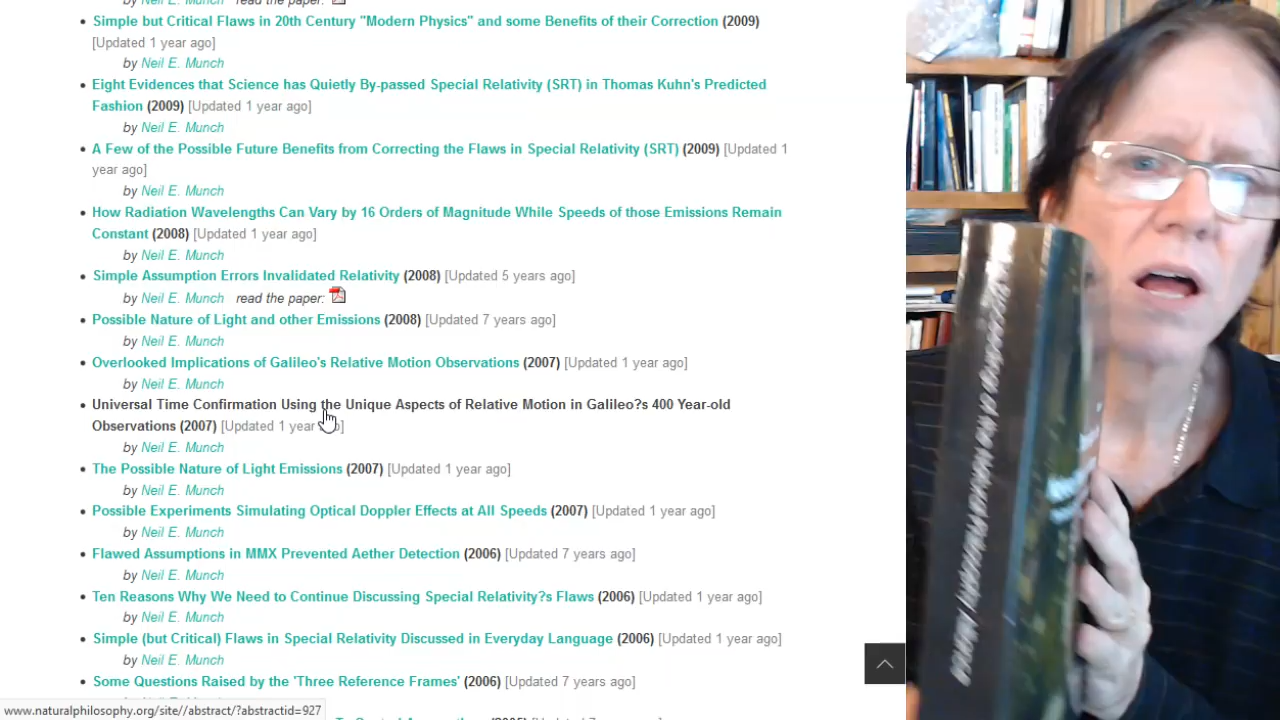 by Neil E. Munch read the paper:
Simple but Critical Flaws in 20th Century "Modern Physics" and some Benefits of their Correction (2009)
[Updated 1 year ago]
by Neil E. Munch
Eight Evidences that Science has Quietly By-passed Special Relativity (SRT) in Thomas Kuhn's Predicted
Fashion (2009) [Updated 1 year ago]
by Neil E. Munch
A Few of the Possible Future Benefits from Correcting the Flaws in Special Relativity (SRT) (2009) [Updated 1
year ago]
by Neil E. Munch
How Radiation Wavelengths Can Vary by 16 Orders of Magnitude While Speeds of those Emissions Remain
Constant (2008) [Updated 1 year ago]
by Neil E. Munch
Simple Assumption Errors Invalidated Relativity (2008) [Updated 5 years ago]
by Neil E. Munch read the paper:
Possible Nature of Light and other Emissions (2008) [Updated 7 years ago]
by Neil E. Munch
Overlooked Implications of Galileo's Relative Motion Observations (2007) [Updated 1 year ago]
by Neil E. Munch
Universal Time Confirmation Using the Unique Aspects of Relative Motion in Galileo?s 400 Year-old
Observations (2007) [Updated 1 year
by Neil E. Munch
The Possible Nature of Light Emissions (2007) [Updated 1 year ago]
by Neil E. Munch
Possible Experiments Simulating Optical Doppler Effects at All Speeds (2007) [Updated 1 year ago]
by Neil E. Munch
Flawed Assumptions in MMX Prevented Aether Detection (2006) [Updated 7 years ago]
by Neil E. Munch
Ten Reasons Why We Need to Continue Discussing Special Relativity?s Flaws (2006) [Updated 1 year ago]
by Neil E. Munch
Simple (but Critical) Flaws in Special Relativity Discussed in Everyday Language (2006) [Updated 1 year ago]
by Neil E. Munch
Some Questions Raised by the 'Three Reference Frames' (2006) [Updated 7 years ago]
www.naturalphilosophy.org/site//abstract/?abstractid=927